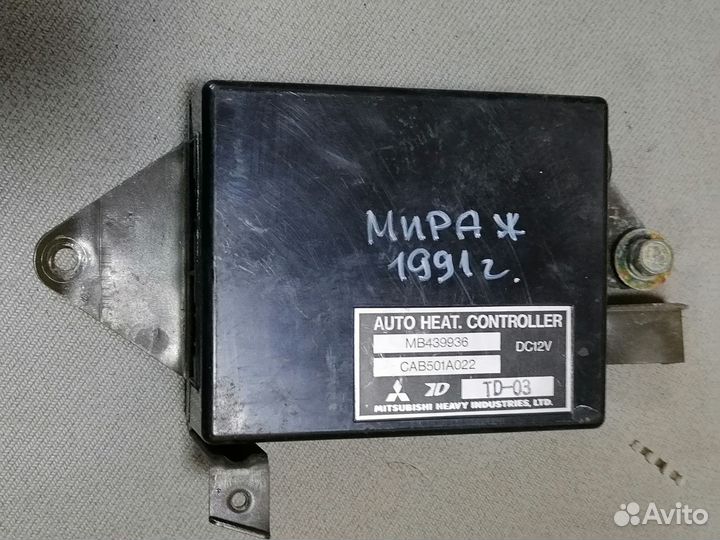 МИРАЖ
1991г.
AUTO HEAT. CONTROLLER
MB439936
DC12V
CAB501A022
TD-03
MITSUBISHI HEAVY INDUSTRIES, LTD.
Avito